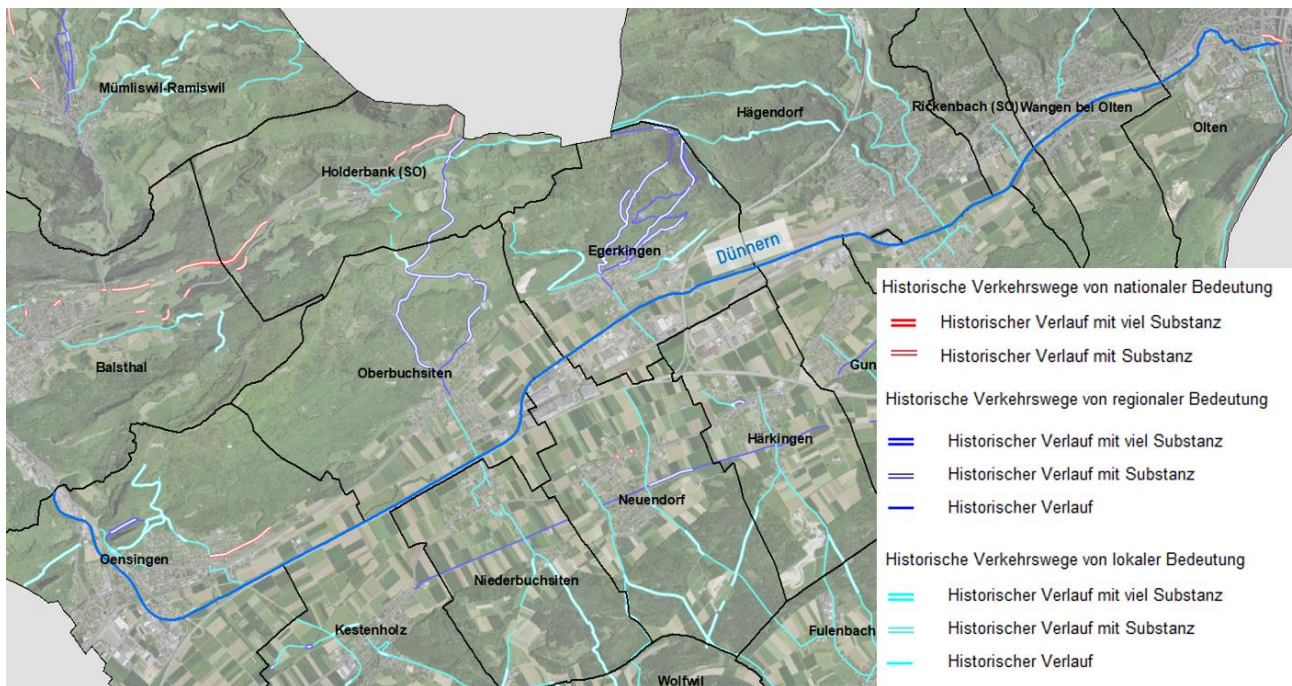 Mümliswil-Ramiswil
Hägendorf
Rickenbach (SO)
Wangen bei Olten
Olten
Holderbank (SO)
Egerkingen
Dünnern
Balsthal
Oberbuchsiten
Gun
Härkingen
Neuendorf
Oensingen
Niederbuchsiten
Kestenholz
Fulenbach
Wolfwil
Historische Verkehrswege von nationaler Bedeutung
Historischer Verlauf mit viel Substanz
Historischer Verlauf mit Substanz
Historische Verkehrswege von regionaler Bedeutung
Historischer Verlauf mit viel Substanz
Historischer Verlauf mit Substanz
Historischer Verlauf
Historische Verkehrswege von lokaler Bedeutung
Historischer Verlauf mit viel Substanz
Historischer Verlauf mit Substanz
Historischer Verlauf